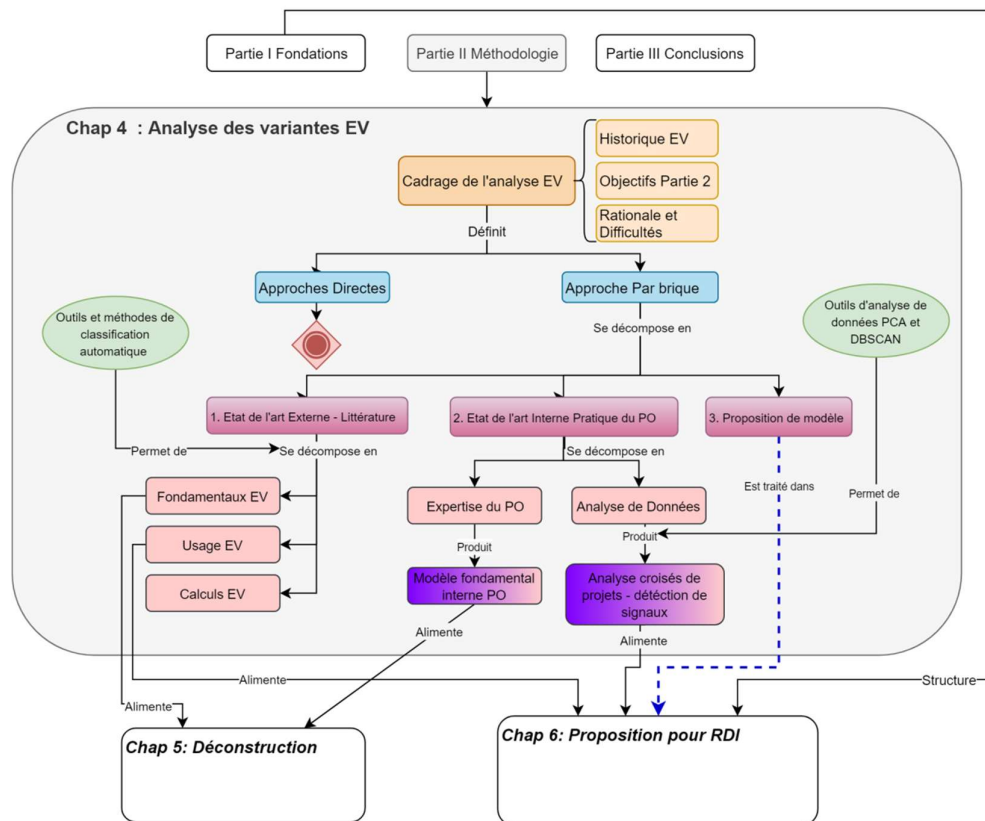 Partie I Fondations
Partie II Méthodologie
Partie III Conclusions
Chap 4 : Analyse des variantes EV
Historique EV
Cadrage de l'analyse EV
Objectifs Partie 2
Rationale et
Difficultés
Définit
Approches Directes
Approche Par brique
Outils et méthodes de
classification
automatique
Se décompose en
Outils d'analyse de
données PCA et
DBSCAN
1. Etat de l'art Externe - Littérature
2. Etat de l'art Interne Pratique du PO
3. Proposition de modèle
Permet de
Se décompose en
Se décompose en
Fondamentaux EV
Expertise du PO
Analyse de Données
Est traité dans
Permet de
Usage EV
Produit
Produit
Calculs EV
Modèle fondamental
interne PO
Analyse croisés de
projets - détéction de
signaux
Alimente
Alimente
Alimente
Structure
Alimente
Chap 5: Déconstruction
Chap 6: Proposition pour RDI